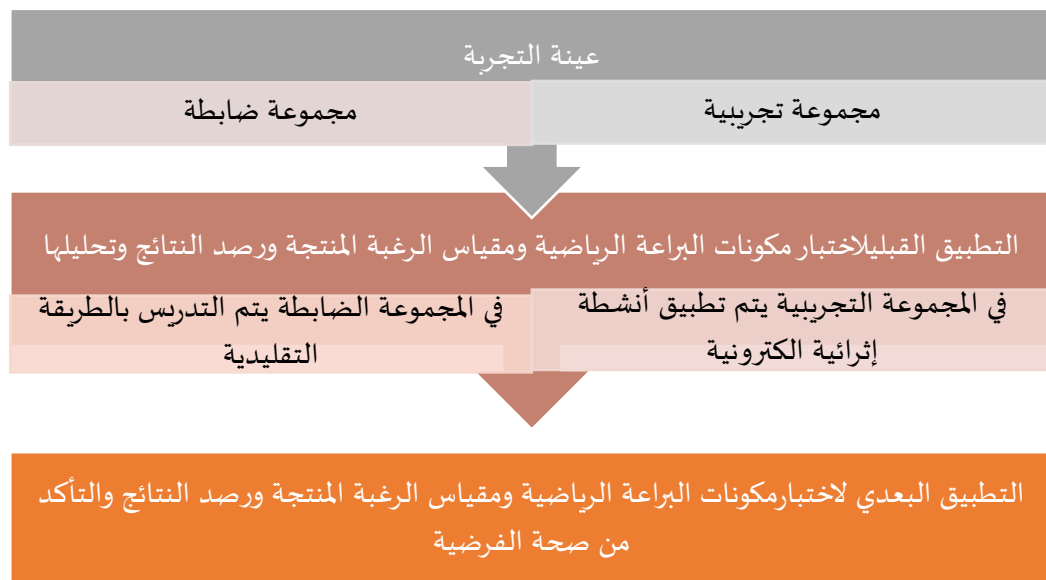 عينة التجربة
مجموعة تجريبية
مجموعة ضابطة
التطبيق القبليلاختبار مكونات البراعة الرياضية ومقياس الرغبة المنتجة ورصد النتائج وتحليلها
في المجموعة التجريبية يتم تطبيق أنشطة
إثرائية الكترونية
في المجموعة الضابطة يتم التدريس بالطريقة
التقليدية
التطبيق البعدي لاختبارمكونات البراعة الرياضية ومقياس الرغبة المنتجة ورصد النتائج والتأكد
من صحة الفرضية